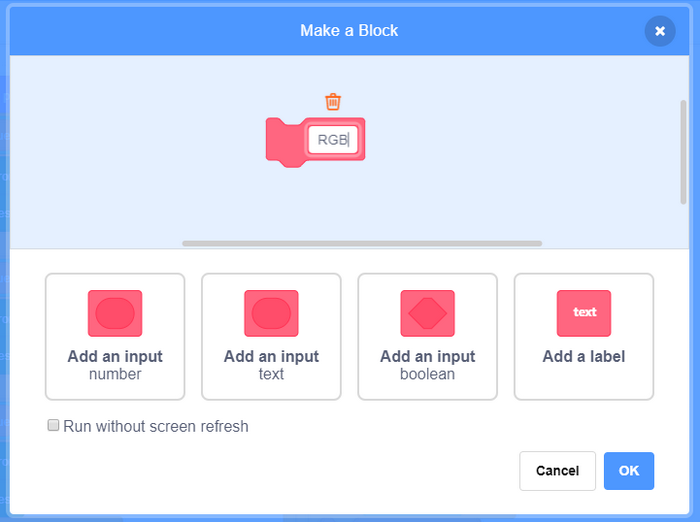 Make a Block
RGB
text
Add an input
number
Add an input
text
Add an input
boolean
Add a label
Run without screen refresh
Cancel
OK